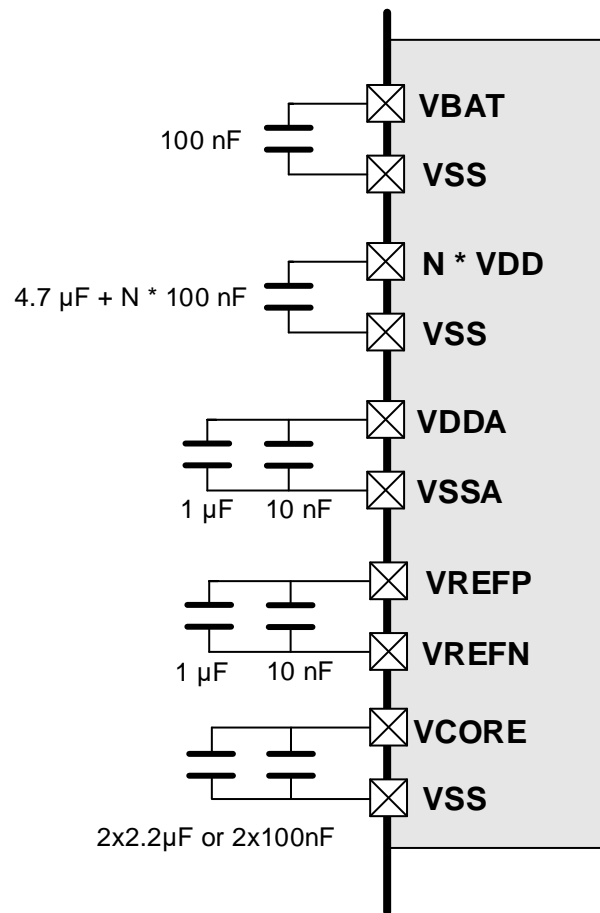 VBAT
100 nF
VSS
N * VDD
4.7 µF + N * 100 nF
VSS
VDDA
VSSA
1 µF 10 nF
VREFP
VREFN
1 µF 10 nF
VCORE
VSS
2x2.2µF or 2x100nF